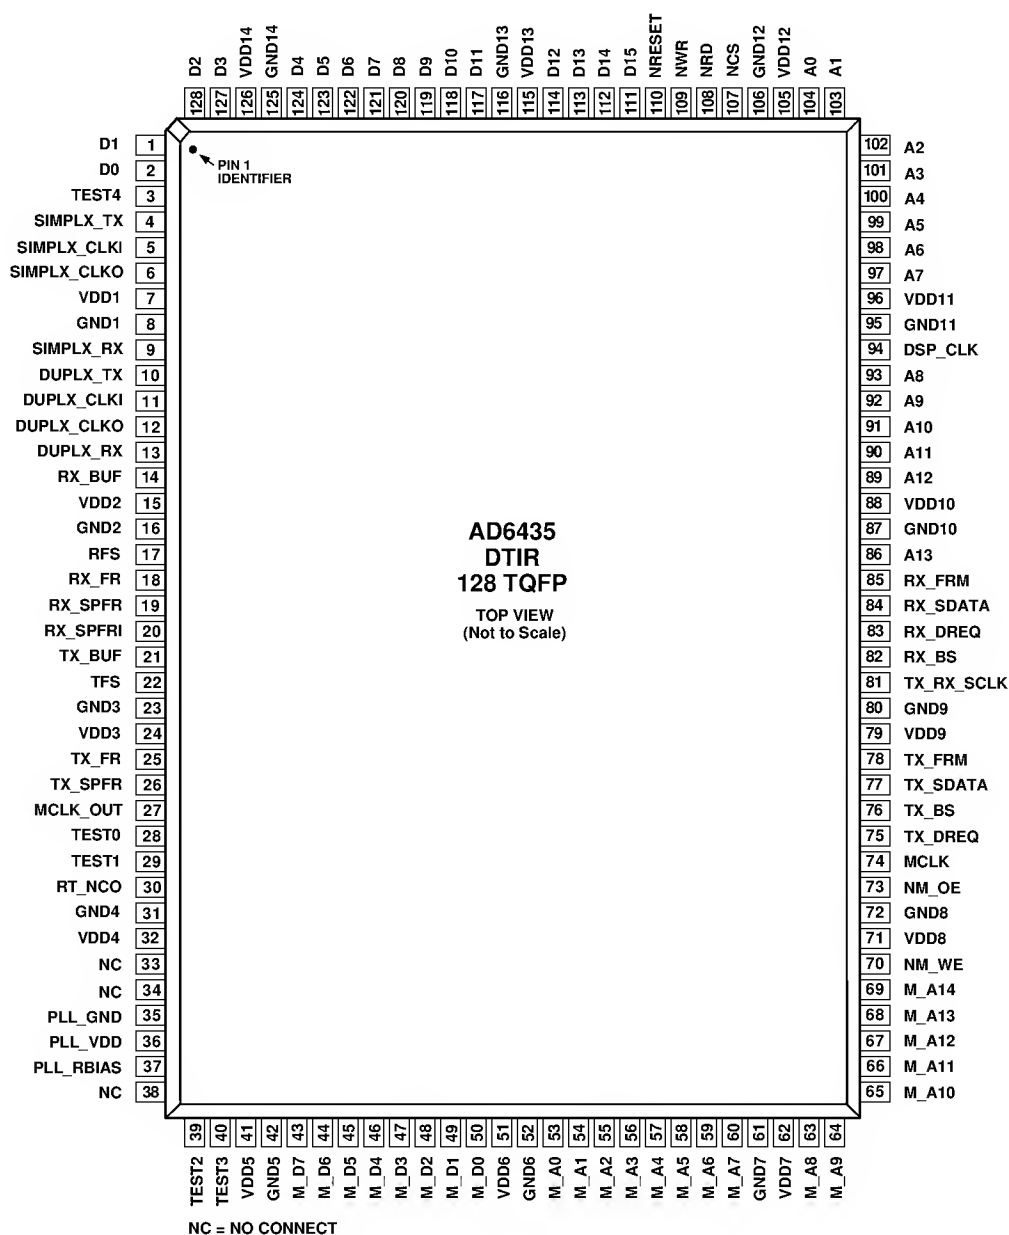 D2 D3 VDD14 GND14 D4 D5 D6 D7 D8 D9 D10 D11 GND13 VDD13 D12 D13 D14 D15 NRESET NWR NRD NCS GND12 VDD12 A0 A1
128 127 126 125 124 123 122 121 120 119 118 117 116 115 114 113 112 111 110 109 108 107 106 105 104 103
D1 1 102 A2
PIN 1
IDENTIFIER
D0 2 101 A3
TEST4 3 100 A4
SIMPLX_TX 4 99 A5
SIMPLX_CLKI 5 98 A6
SIMPLX_CLKO 6 97 A7
VDD1 7 96 VDD11
GND1 8 95 GND11
SIMPLX_RX 9 94 DSP_CLK
DUPLX_TX 10 93 A8
DUPLX_CLKI 11 92 A9
DUPLX_CLKO 12 91 A10
DUPLX_RX 13 90 A11
RX_BUF 14 89 A12
VDD2 15 88 VDD10
GND2 16 87 GND10
RFS 17 86 A13
RX_FR 18 85 RX_FRM
RX_SPFR 19 84 RX_SDATA
RX_SPFRI 20 83 RX_DREQ
TX_BUF 21 82 RX_BS
TFS 22 81 TX_RX_SCLK
GND3 23 80 GND9
VDD3 24 79 VDD9
TX_FR 25 78 TX_FRM
TX_SPFR 26 77 TX_SDATA
MCLK_OUT 27 76 TX_BS
TEST0 28 75 TX_DREQ
TEST1 29 74 MCLK
RT_NCO 30 73 NM_OE
GND4 31 72 GND8
VDD4 32 71 VDD8
NC 33 70 NM_WE
NC 34 69 M_A14
PLL_GND 35 68 M_A13
PLL_VDD 36 67 M_A12
PLL_RBIAS 37 66 M_A11
NC 38 65 M_A10
AD6435
DTIR
128 TQFP
TOP VIEW
(Not to Scale)
39 40 41 42 43 44 45 46 47 48 49 50 51 52 53 54 55 56 57 58 59 60 61 62 63 64
TEST2 TEST3 VDD5 GND5 M_D7 M_D6 M_D5 M_D4 M_D3 M_D2 M_D1 M_D0 VDD6 GND6 M_A0 M_A1 M_A2 M_A3 M_A4 M_A5 M_A6 M_A7 GND7 VDD7 M_A8 M_A9
NC = NO CONNECT